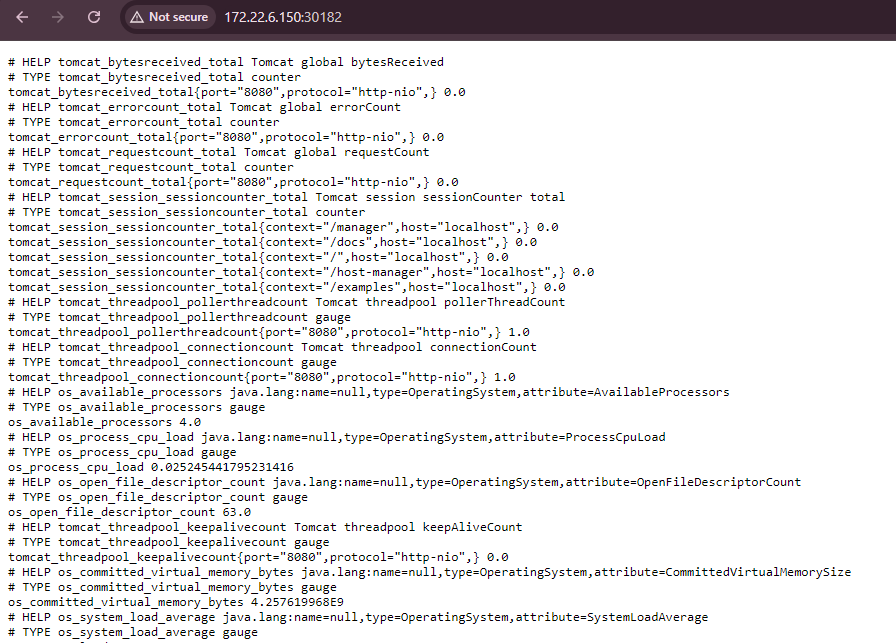 Not secure 172.22.6.150:30182
# HELP tomcat_bytesreceived_total Tomcat global bytesReceived
# TYPE tomcat_bytesreceived_total counter
tomcat_bytesreceived_total{port="8080",protocol="http-nio",} 0.0
# HELP tomcat_errorcount_total Tomcat global errorCount
# TYPE tomcat_errorcount_total counter
tomcat_errorcount_total{port="8080",protocol="http-nio",} 0.0
# HELP tomcat_requestcount_total Tomcat global requestCount
# TYPE tomcat_requestcount_total counter
tomcat_requestcount_total{port="8080",protocol="http-nio",} 0.0
# HELP tomcat_session_sessioncounter_total Tomcat session sessionCounter total
# TYPE tomcat_session_sessioncounter_total counter
tomcat_session_sessioncounter_total{context="/manager",host="localhost",} 0.0
tomcat_session_sessioncounter_total{context="/docs",host="localhost",} 0.0
tomcat_session_sessioncounter_total{context="/",host="localhost",} 0.0
tomcat_session_sessioncounter_total{context="/host-manager",host="localhost",} 0.0
tomcat_session_sessioncounter_total{context="/examples",host="localhost",} 0.0
# HELP tomcat_threadpool_pollerthreadcount Tomcat threadpool pollerThreadCount
# TYPE tomcat_threadpool_pollerthreadcount gauge
tomcat_threadpool_pollerthreadcount{port="8080",protocol="http-nio",} 1.0
# HELP tomcat_threadpool_connectioncount Tomcat threadpool connectionCount
# TYPE tomcat_threadpool_connectioncount gauge
tomcat_threadpool_connectioncount{port="8080",protocol="http-nio",} 1.0
# HELP os_available_processors java.lang:name=null,type=OperatingSystem,attribute=AvailableProcessors
# TYPE os_available_processors gauge
os_available_processors 4.0
# HELP os_process_cpu_load java.lang:name=null,type=OperatingSystem,attribute=ProcessCpuLoad
# TYPE os_process_cpu_load gauge
os_process_cpu_load 0.025245441795231416
# HELP os_open_file_descriptor_count java.lang:name=null,type=OperatingSystem,attribute=OpenFileDescriptorCount
# TYPE os_open_file_descriptor_count gauge
os_open_file_descriptor_count 63.0
# HELP tomcat_threadpool_keepalivecount Tomcat threadpool keepAliveCount
# TYPE tomcat_threadpool_keepalivecount gauge
tomcat_threadpool_keepalivecount{port="8080",protocol="http-nio",} 0.0
# HELP os_committed_virtual_memory_bytes java.lang:name=null,type=OperatingSystem,attribute=CommittedVirtualMemorySize
# TYPE os_committed_virtual_memory_bytes gauge
os_committed_virtual_memory_bytes 4.257619968E9
# HELP os_system_load_average java.lang:name=null,type=OperatingSystem,attribute=SystemLoadAverage
# TYPE os_system_load_average gauge